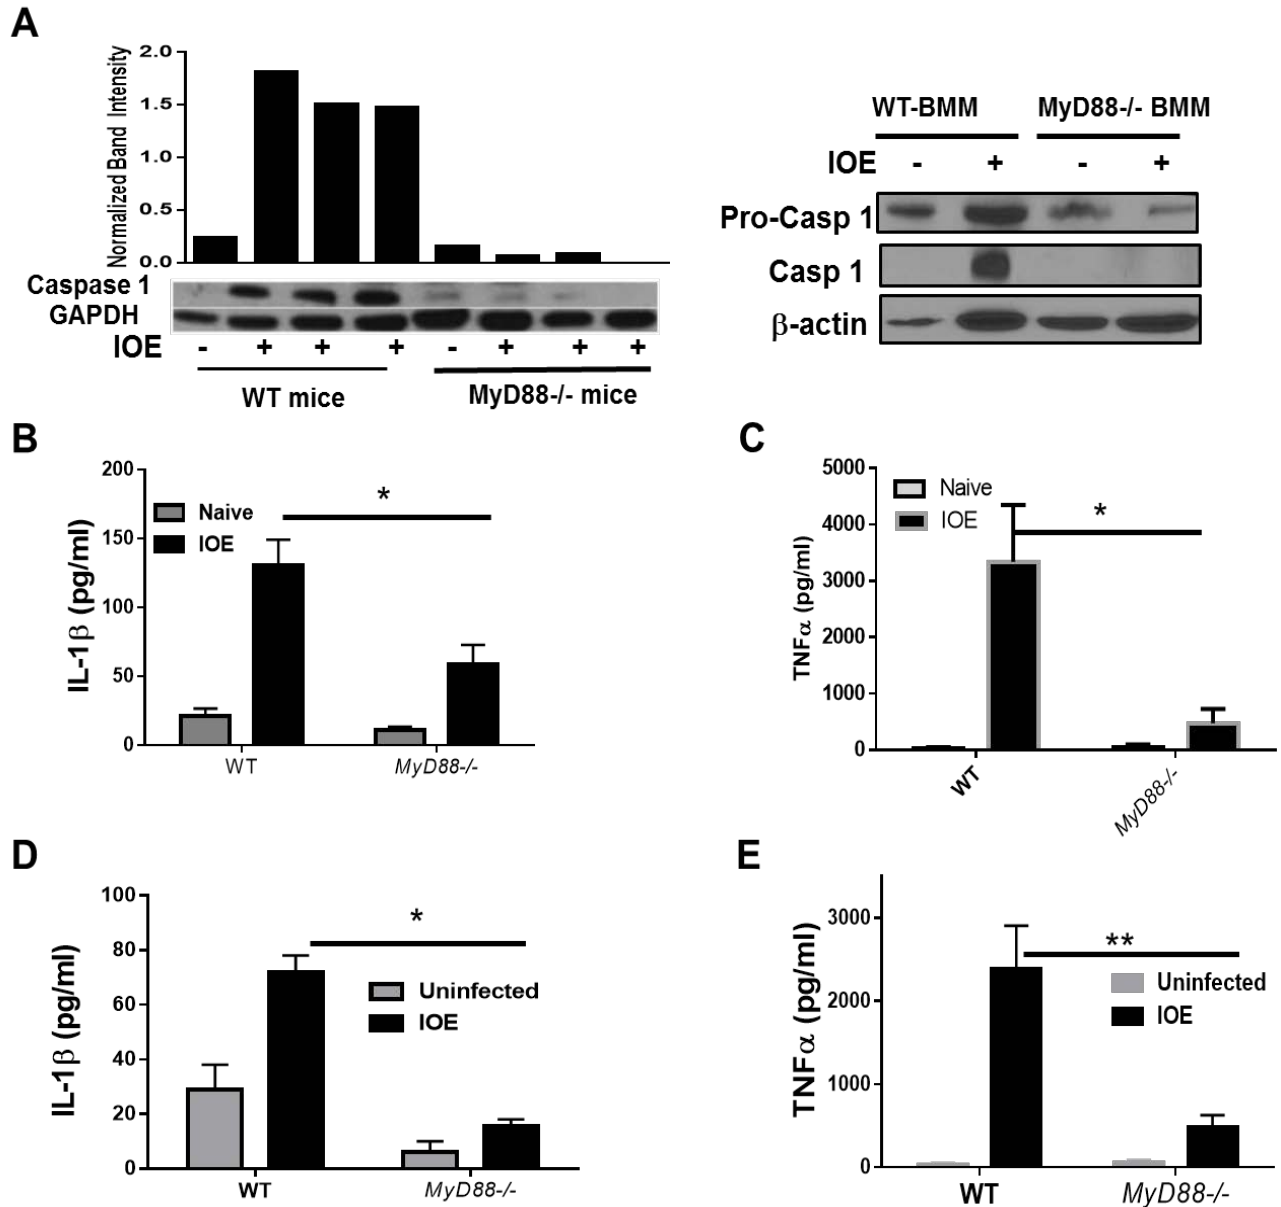 A
Normalized Band Intensity
2.0
1.5
1.0
0.5
0.0
Caspase 1
GAPDH
IOE - + + + - + + +
WT mice MyD88-/- mice
WT-BMM MyD88-/- BMM
IOE - + - +
Pro-Casp 1
Casp 1
β-actin
B
IL-1β (pg/ml)
200
150
100
50
0
Naive
IOE
*
WT MyD88-/-
C
TNFα (pg/ml)
5000
4000
3000
2000
1000
0
Naive
IOE
*
WT MyD88-/-
D
IL-1β (pg/ml)
100
80
60
40
20
0
*
Uninfected
IOE
WT MyD88-/-
E
TNFα (pg/ml)
3000
2000
1000
0
**
Uninfected
IOE
WT MyD88-/-